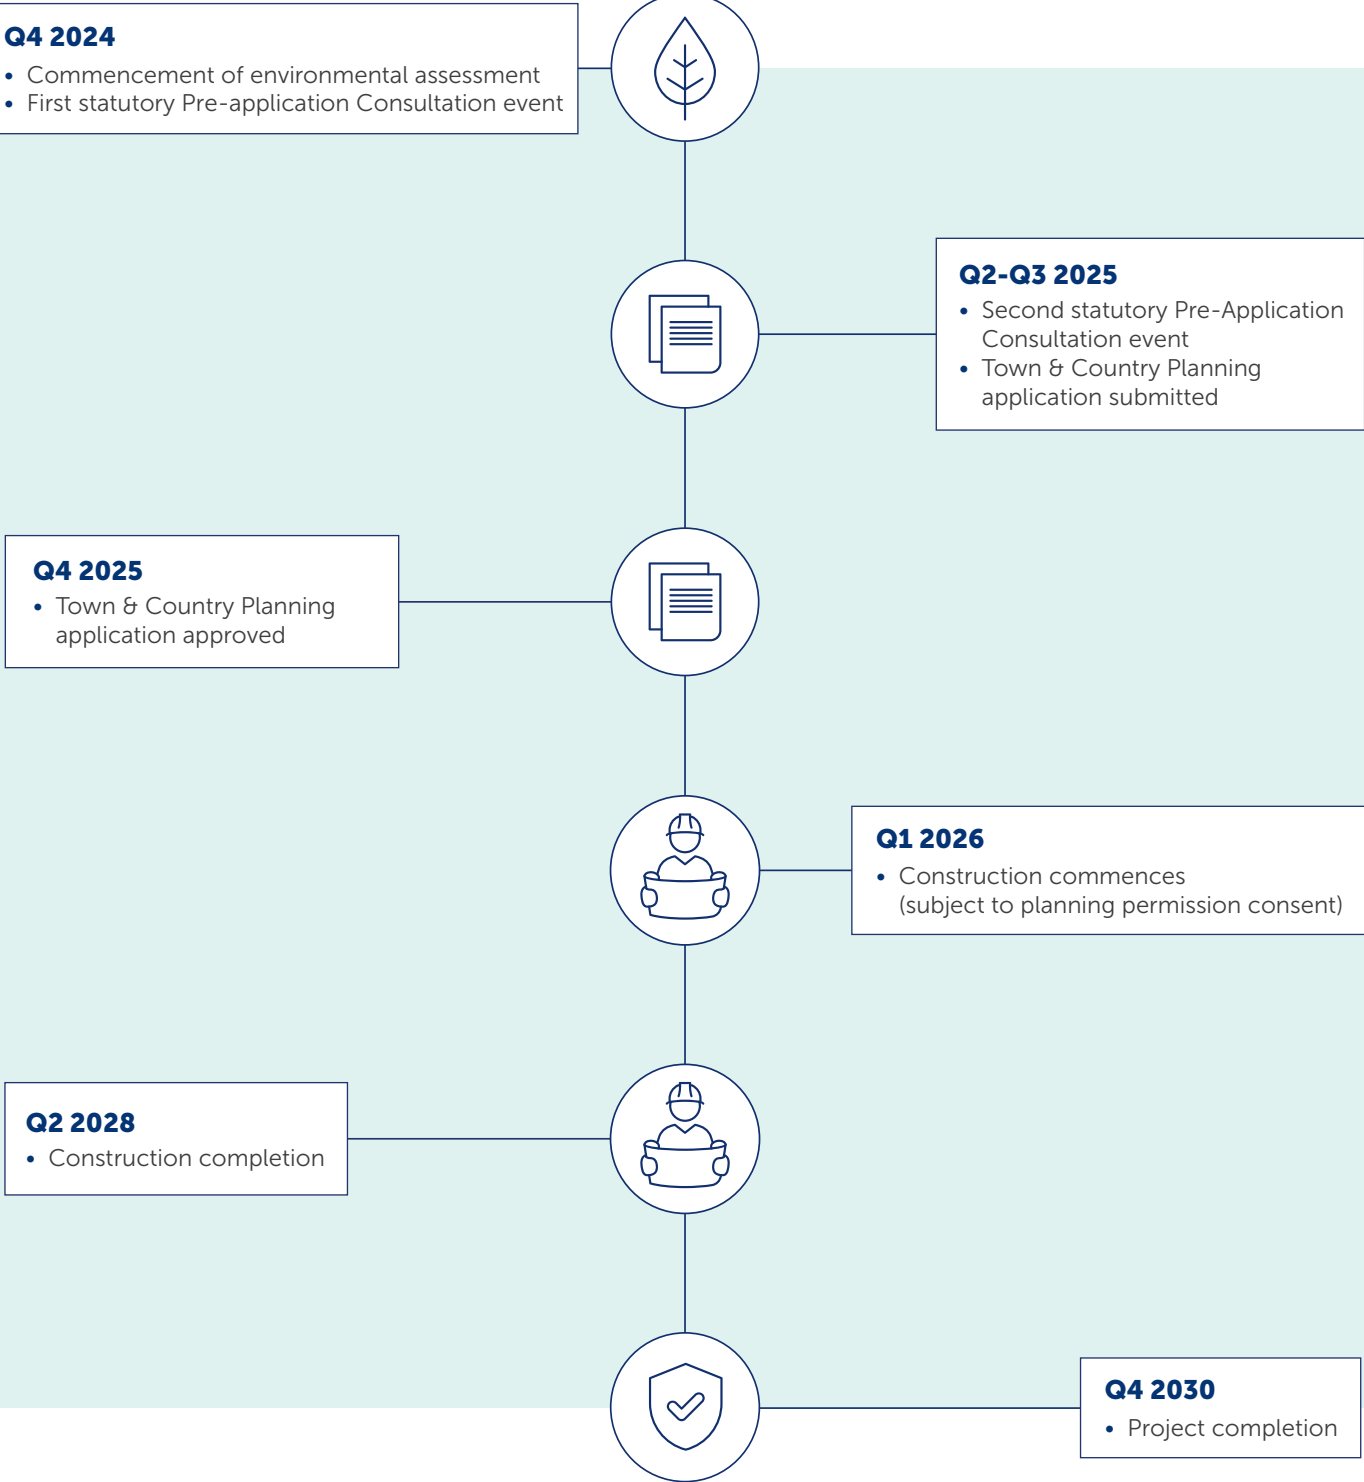 Q4 2024
• Commencement of environmental assessment
• First statutory Pre-application Consultation event
Q2-Q3 2025
• Second statutory Pre-Application
Consultation event
• Town & Country Planning
application submitted
Q4 2025
• Town & Country Planning
application approved
Q1 2026
• Construction commences
(subject to planning permission consent)
Q2 2028
• Construction completion
Q4 2030
• Project completion